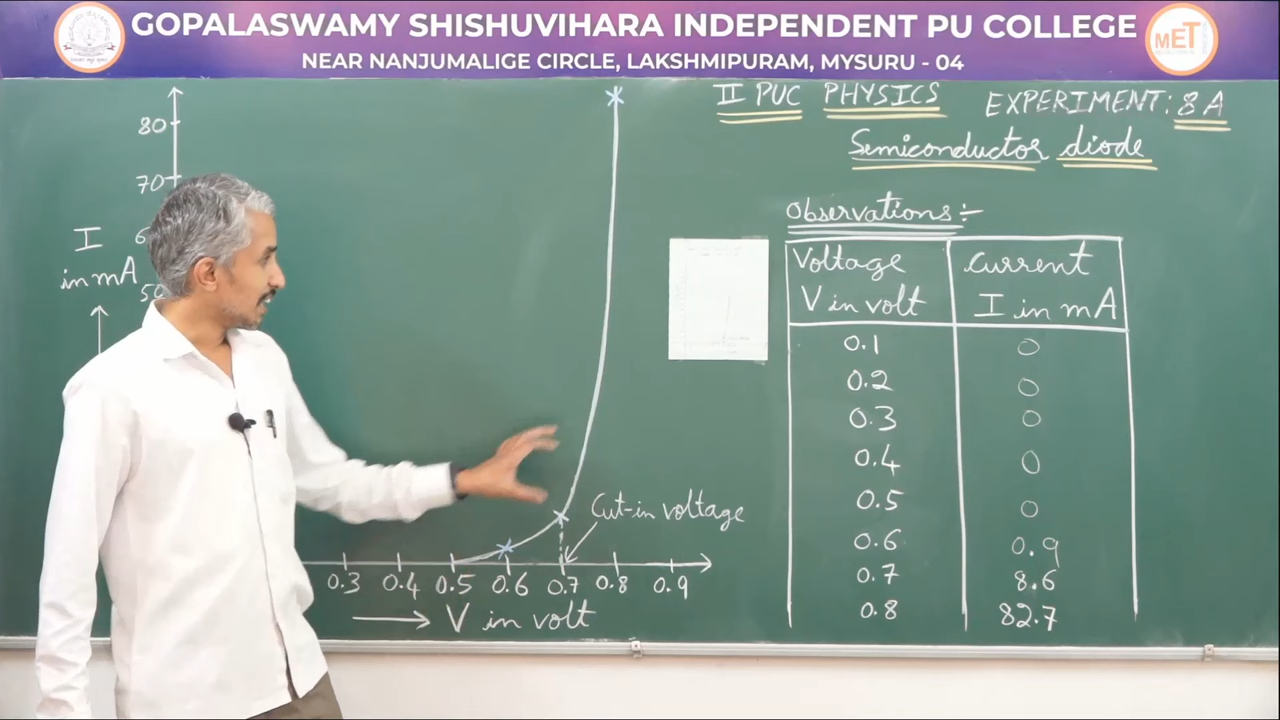 GOPALASWAMY SHISHUVIHARA INDEPENDENT PU COLLEGE
NEAR NANJUMALIGE CIRCLE, LAKSHMIPURAM, MYSURU - 04
MET
II PUC PHYSICS EXPERIMENT: 8A
Semiconductor diode
Observations :-
Voltage V in volt
Current I in mA
0.1 0
0.2 0
0.3 0
0.4 0
0.5 0
0.6 0.9
0.7 8.6
0.8 82.7
80
70
6
50
I
in mA
Cut-in voltage
0.3 0.4 0.5 0.6 0.7 0.8 0.9
V in volt